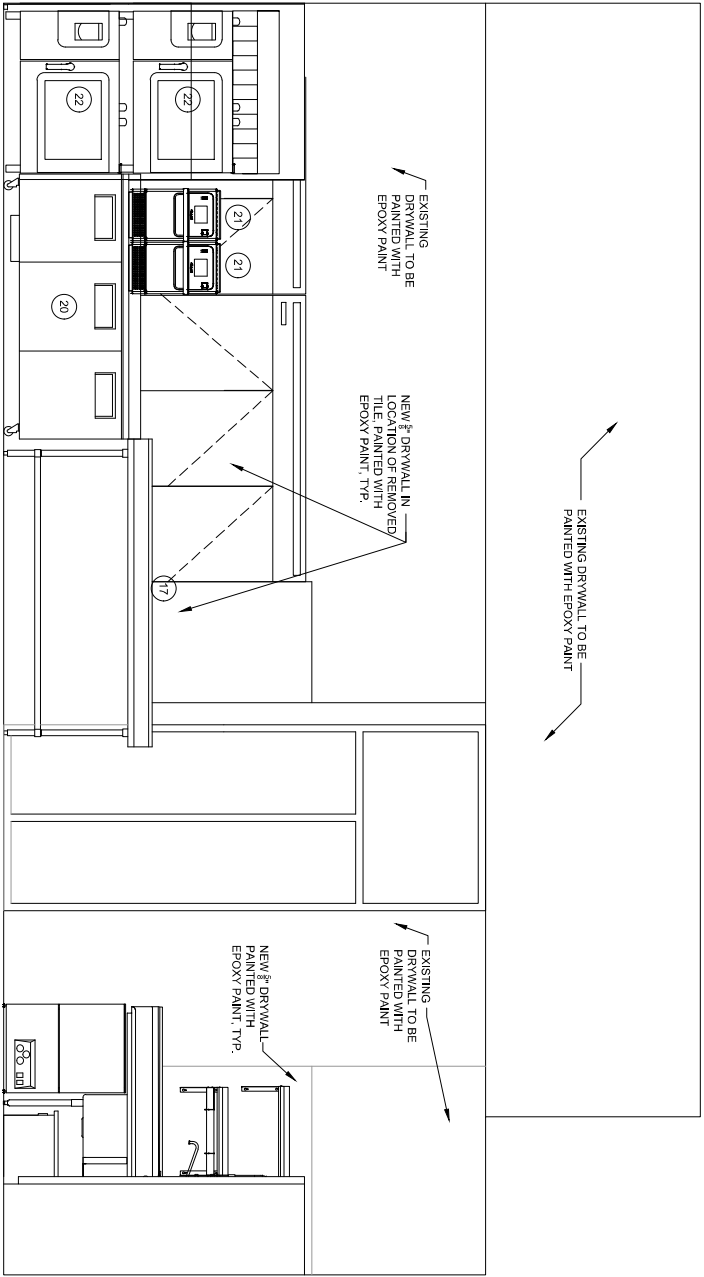 EXISTING DRYWALL TO BE
PAINTED WITH EPOXY PAINT
EXISTING
DRYWALL TO BE
PAINTED WITH
EPOXY PAINT
EXISTING
DRYWALL TO BE
PAINTED WITH
EPOXY PAINT
NEW 5/8" DRYWALL IN
LOCATION OF REMOVED
TILE, PAINTED WITH
EPOXY PAINT, TYP.
NEW 5/8" DRYWALL
PAINTED WITH
EPOXY PAINT, TYP.
22
22
21
21
20
17